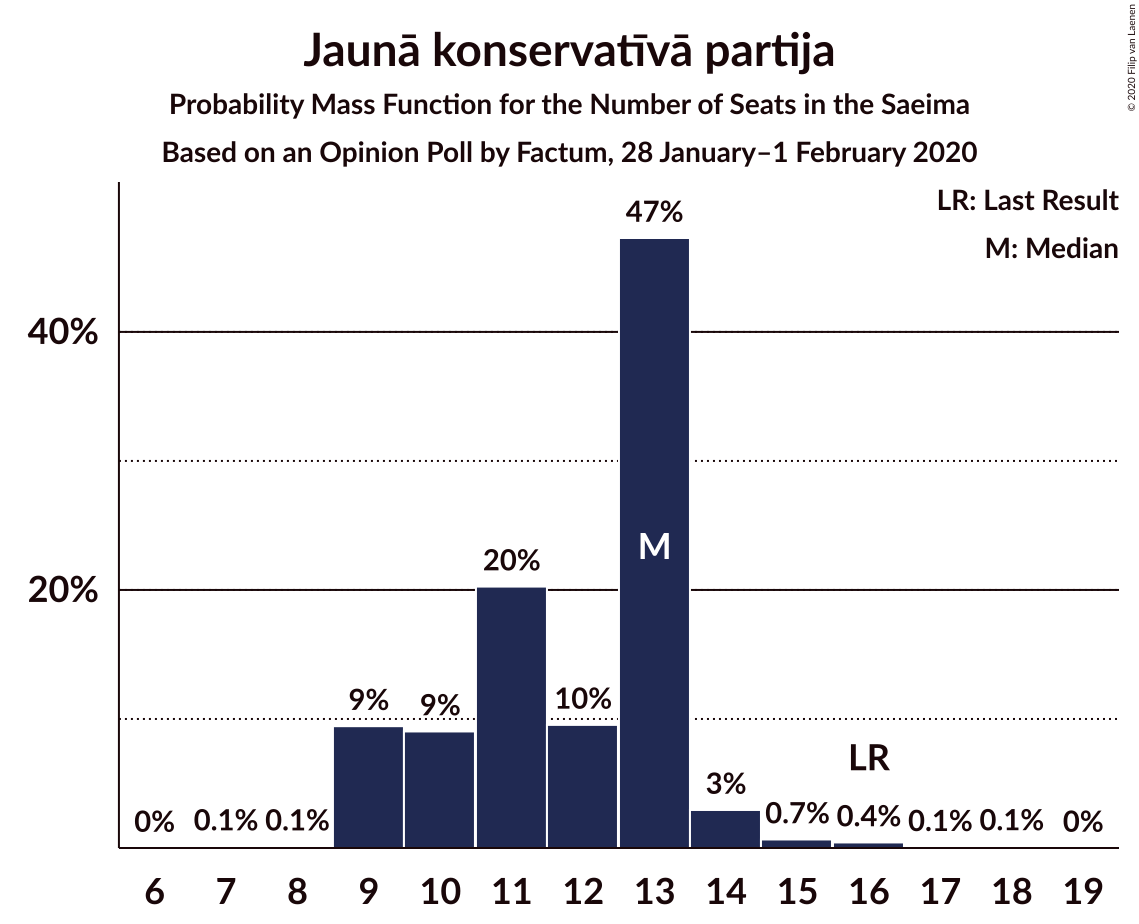 Jaunā konservatīvā partija
Probability Mass Function for the Number of Seats in the Saeima
Based on an Opinion Poll by Factum, 28 January–1 February 2020
© 2020 Filip van Laenen
LR: Last Result
M: Median
40%
20%
0%
0.1%
0.1%
9%
9%
20%
10%
47%
M
3%
0.7%
LR
0.4%
0.1%
0.1%
0%
6 7 8 9 10 11 12 13 14 15 16 17 18 19